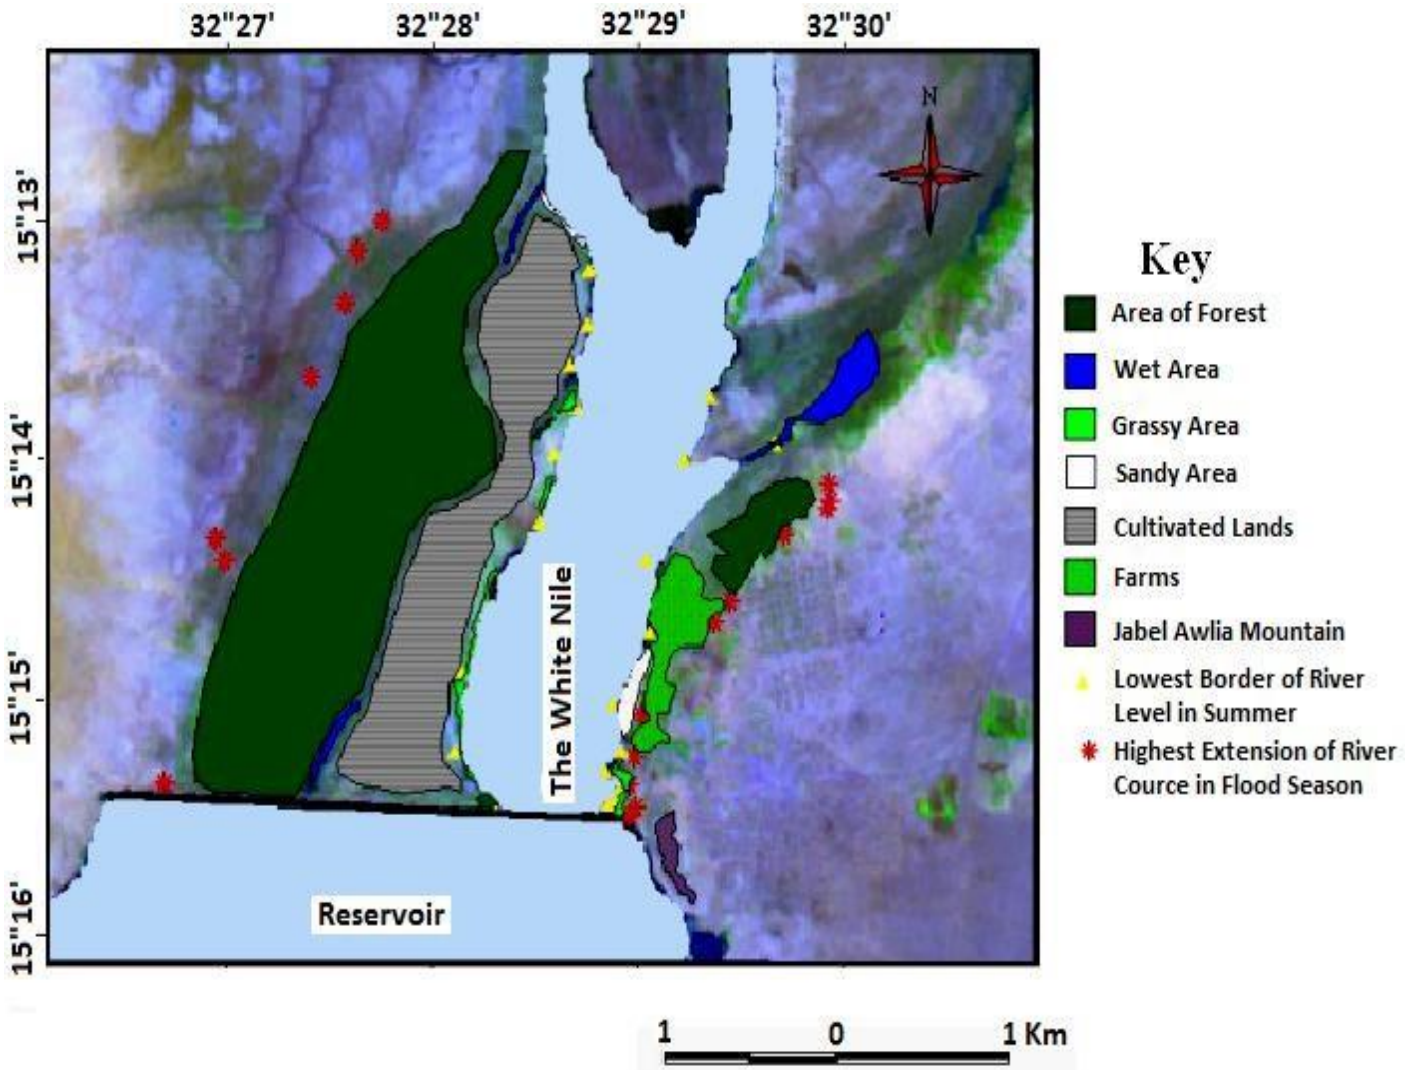 32"27' 32"28' 32"29' 32"30'
15"13'
15"14'
15"15'
15"16'
N
The White Nile
Reservoir
Key
Area of Forest
Wet Area
Grassy Area
Sandy Area
Cultivated Lands
Farms
Jabel Awlia Mountain
Lowest Border of River
Level in Summer
Highest Extension of River
Cource in Flood Season
1 0 1 Km